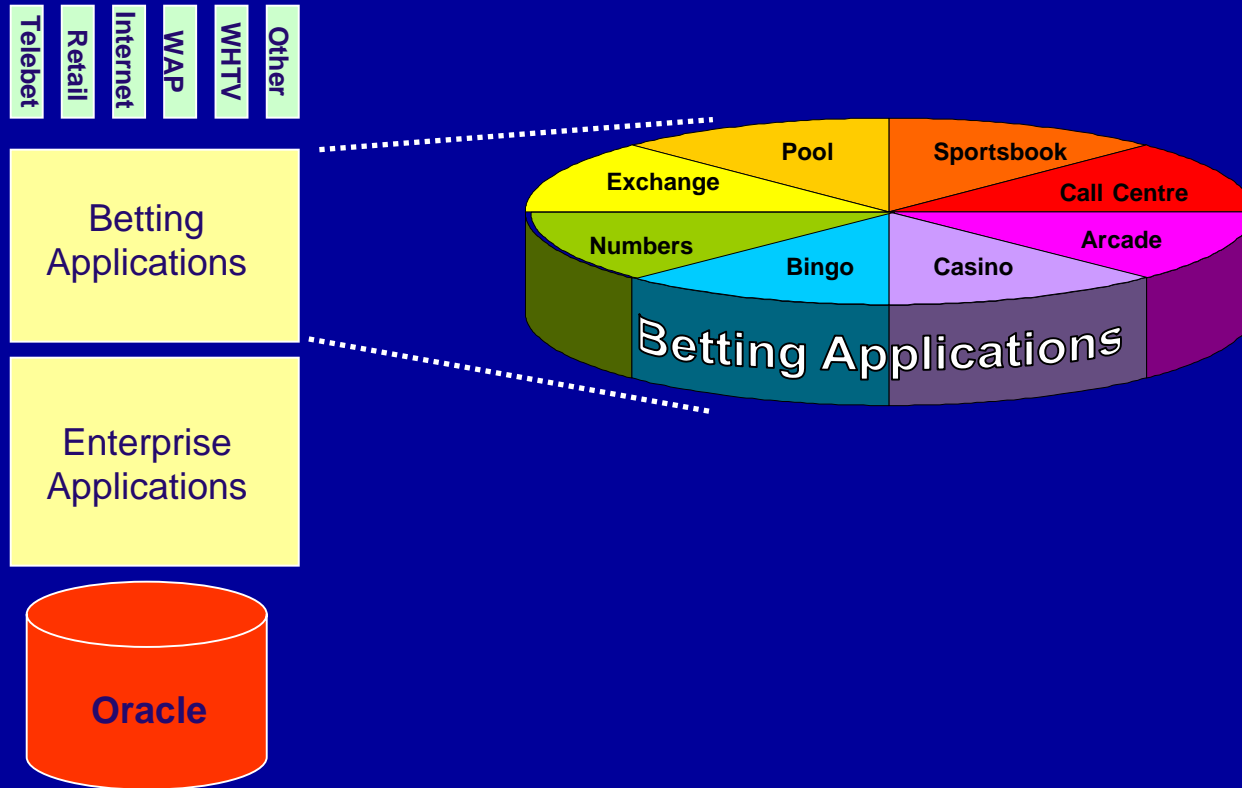 Telebet
Retail
Internet
WAP
WHTV
Other
Betting
Applications
Enterprise
Applications
Oracle
Pool
Sportsbook
Exchange
Call Centre
Numbers
Arcade
Bingo
Casino
Betting Applications